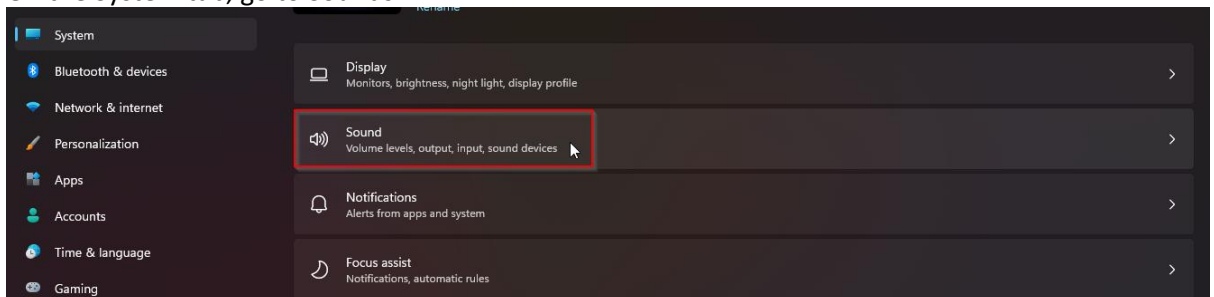 Rename
System
Bluetooth & devices
Network & internet
Personalization
Apps
Accounts
Time & language
Gaming
Display
Monitors, brightness, night light, display profile
Sound
Volume levels, output, input, sound devices
Notifications
Alerts from apps and system
Focus assist
Notifications, automatic rules